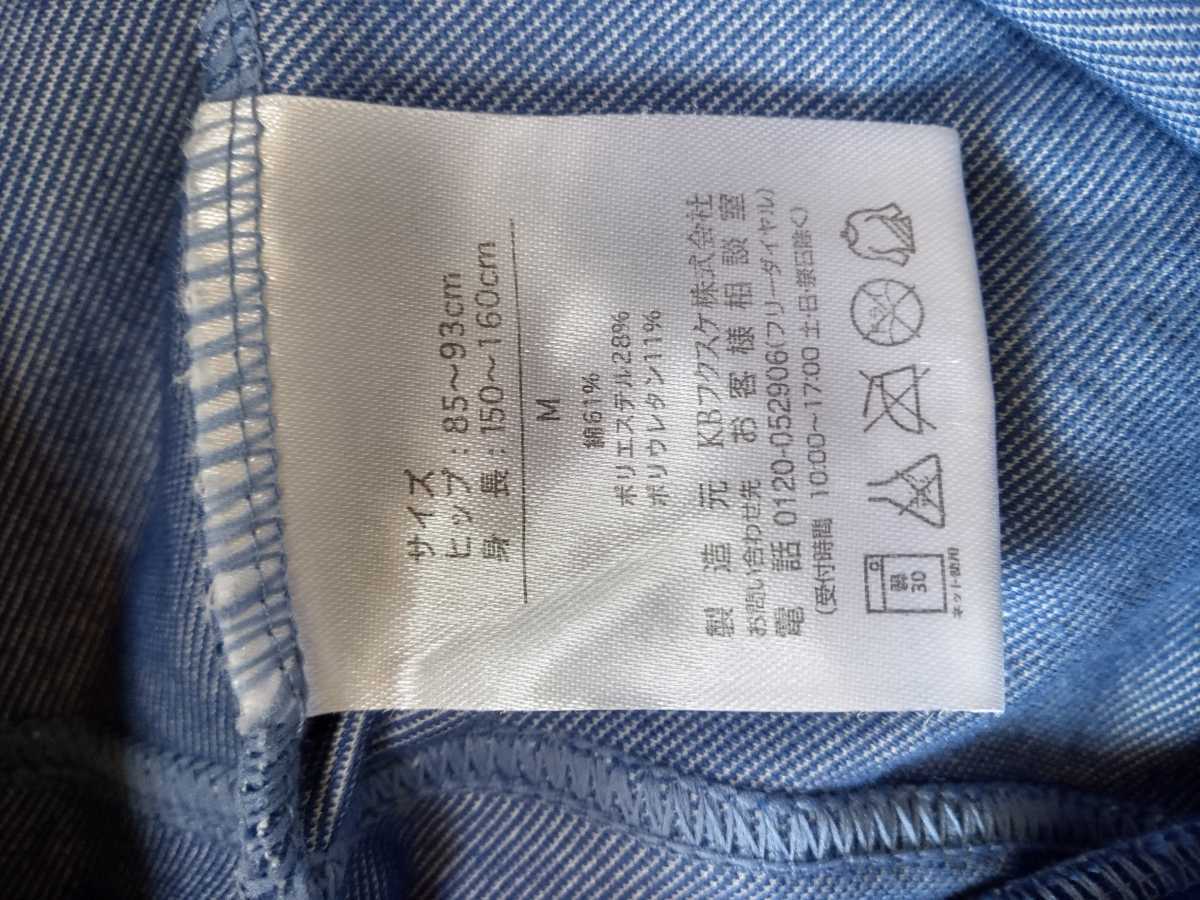 サイズ
ヒップ：85～93cm
身　長：150～160cm
M
綿61%
ポリエステル28%
ポリウレタン11%
製　造　元　KBフクスケ株式会社
お問い合わせ先　お客様相談室
電　話 0120-052906(フリーダイヤル)
(受付時間　10:00～17:00 土・日・祭日除く)
弱
30
ネット使用